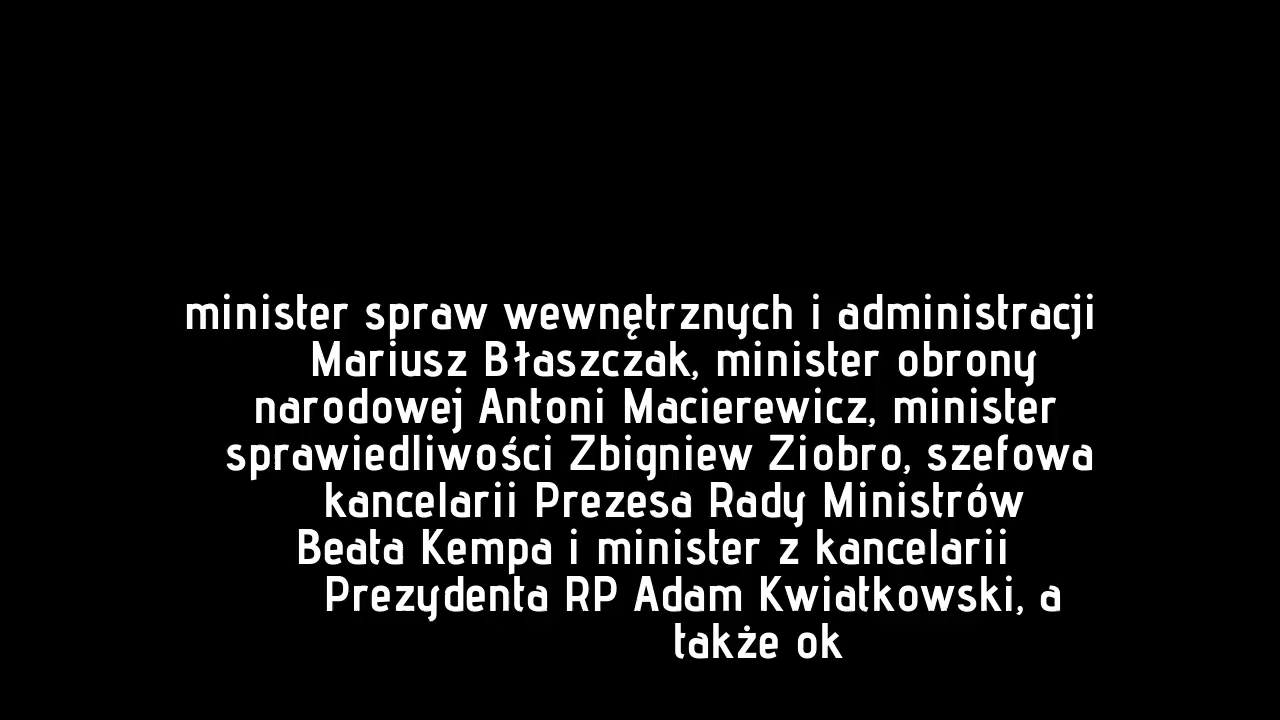 minister spraw wewnętrznych i administracji
Mariusz Błaszczak, minister obrony
narodowej Antoni Macierewicz, minister
sprawiedliwości Zbigniew Ziobro, szefowa
kancelarii Prezesa Rady Ministrów
Beata Kempa i minister z kancelarii
Prezydenta RP Adam Kwiatkowski, a
także ok